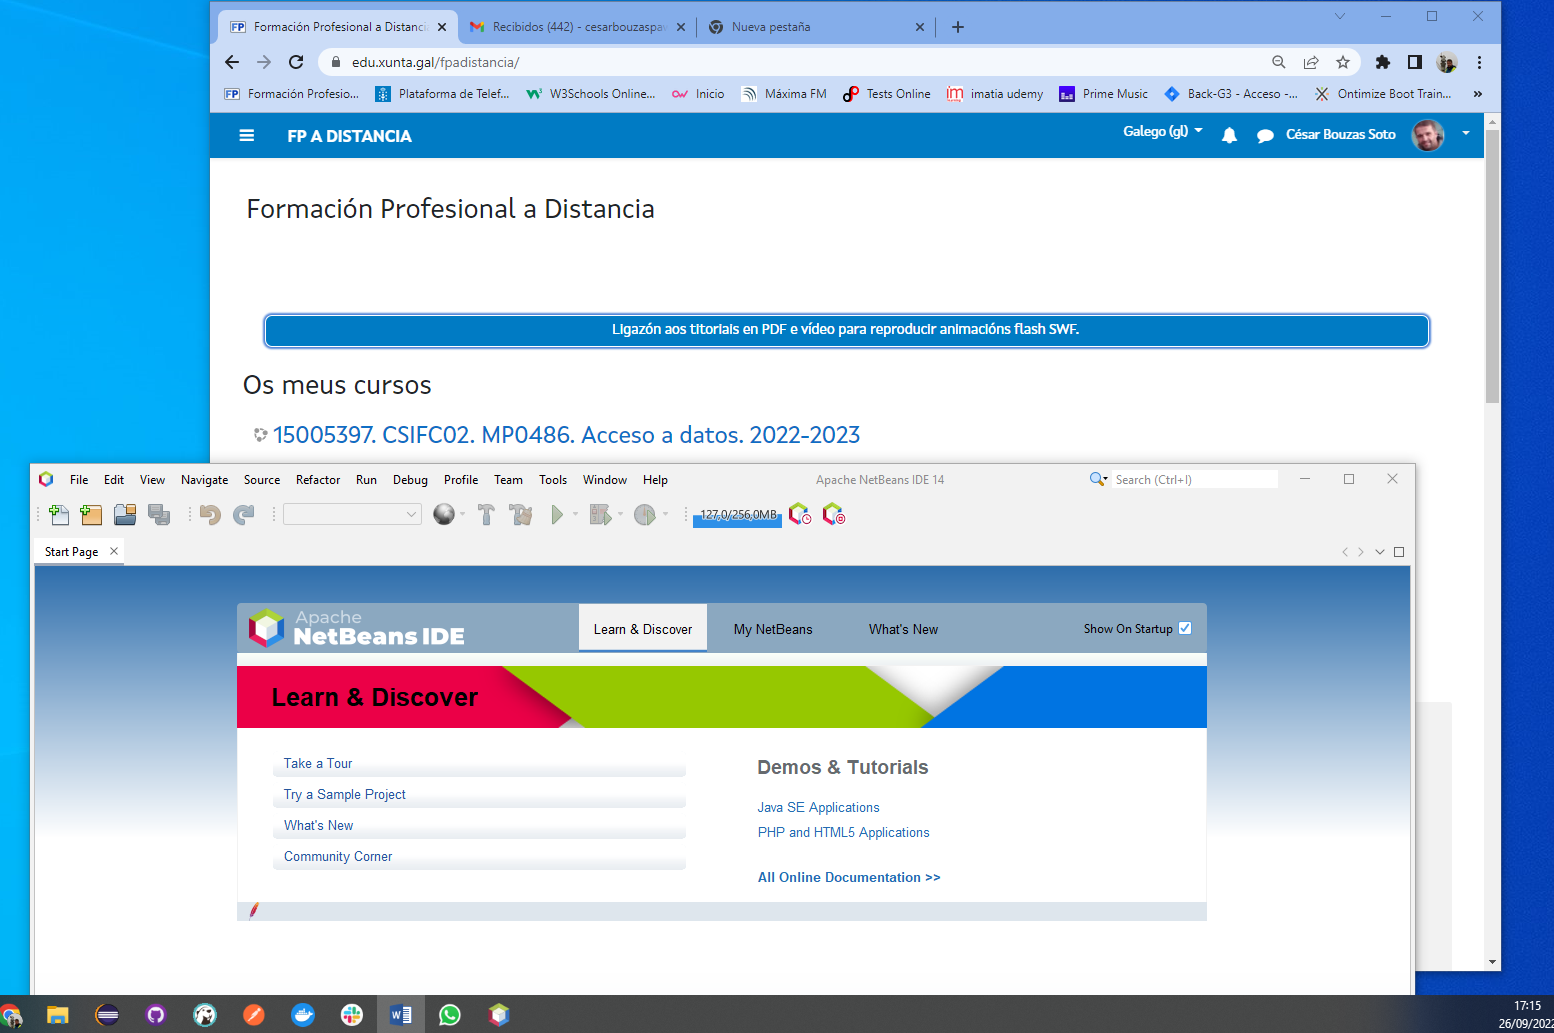 Formación Profesional a Distanci
Recibidos (442) - cesarbouzaspa
Nueva pestaña
edu.xunta.gal/fpadistancia/
Formación Profesio...
Plataforma de Telef...
W3Schools Online...
Inicio
Máxima FM
Tests Online
imatia udemy
Prime Music
Back-G3 - Acceso -...
Ontimize Boot Train...
»
FP A DISTANCIA
Galego (gl)
César Bouzas Soto
Formación Profesional a Distancia
Ligazón aos titoriais en PDF e vídeo para reproducir animacións flash SWF.
Os meus cursos
15005397. CSIFC02. MP0486. Acceso a datos. 2022-2023
File Edit View Navigate Source Refactor Run Debug Profile Team Tools Window Help
Apache NetBeans IDE 14
Search (Ctrl+I)
127,0/256,0MB
Start Page
Apache
NetBeans IDE
Learn & Discover
My NetBeans
What's New
Show On Startup
Learn & Discover
Take a Tour
Try a Sample Project
What's New
Community Corner
Demos & Tutorials
Java SE Applications
PHP and HTML5 Applications
All Online Documentation >>
17:15
26/09/202